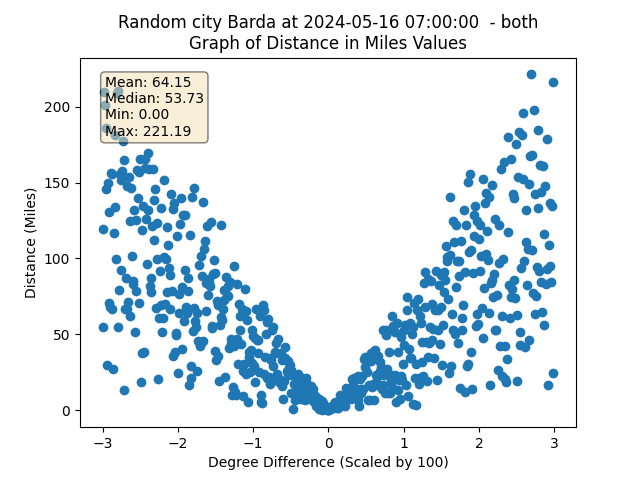 Random city Barda at 2024-05-16 07:00:00  - both
Graph of Distance in Miles Values
Mean: 64.15
Median: 53.73
Min: 0.00
Max: 221.19
Distance (Miles)
200
150
100
50
0
−3
−2
−1
0
1
2
3
Degree Difference (Scaled by 100)